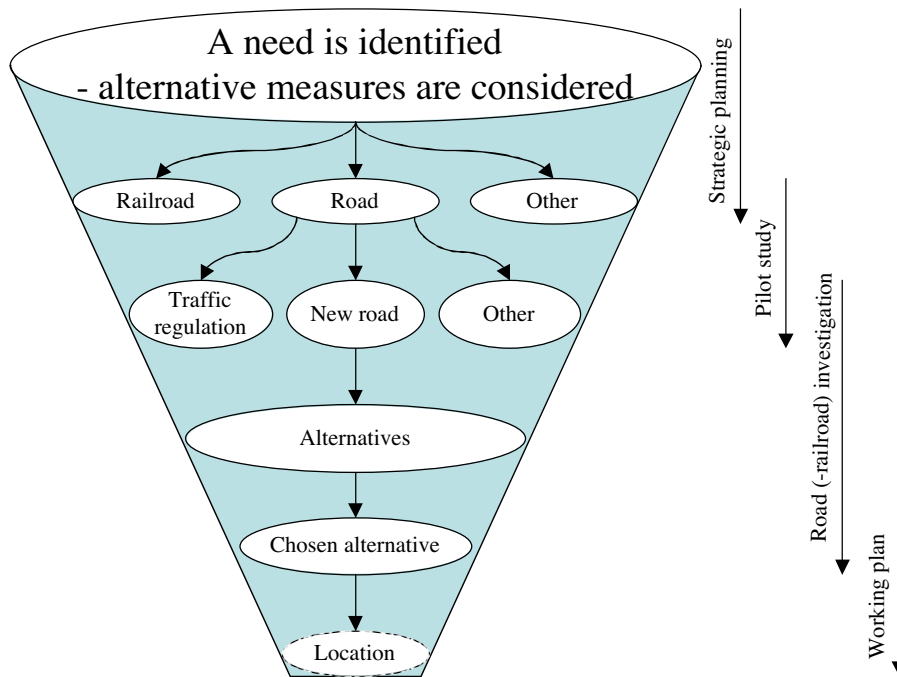 A need is identified
- alternative measures are considered
Railroad
Road
Other
Traffic
regulation
New road
Other
Alternatives
Chosen alternative
Location
Strategic planning
Pilot study
Road (-railroad) investigation
Working plan